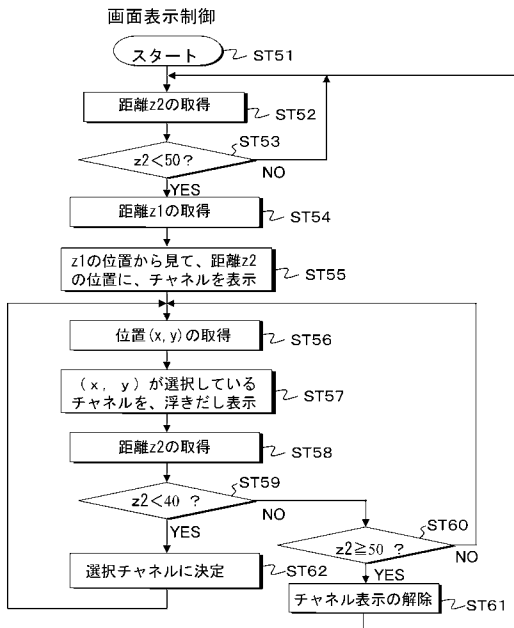 画面表示制御
スタート ST51
距離z2の取得 ST52
z2<50？ ST53
NO
YES
距離z1の取得 ST54
z1の位置から見て、距離z2
の位置に、チャネルを表示 ST55
位置(x,y)の取得 ST56
（x，y）が選択している
チャネルを、浮きだし表示 ST57
距離z2の取得 ST58
z2<40 ？ ST59
NO
YES
z2≧50 ？ ST60
NO
YES
選択チャネルに決定 ST62
チャネル表示の解除 ST61